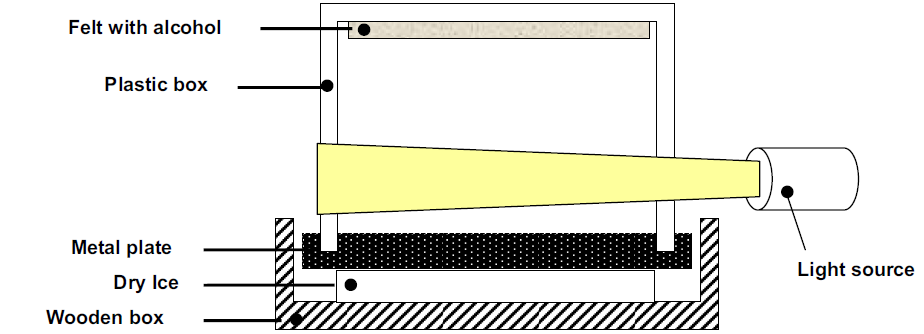 Felt with alcohol
Plastic box
Metal plate
Dry Ice
Wooden box
Light source